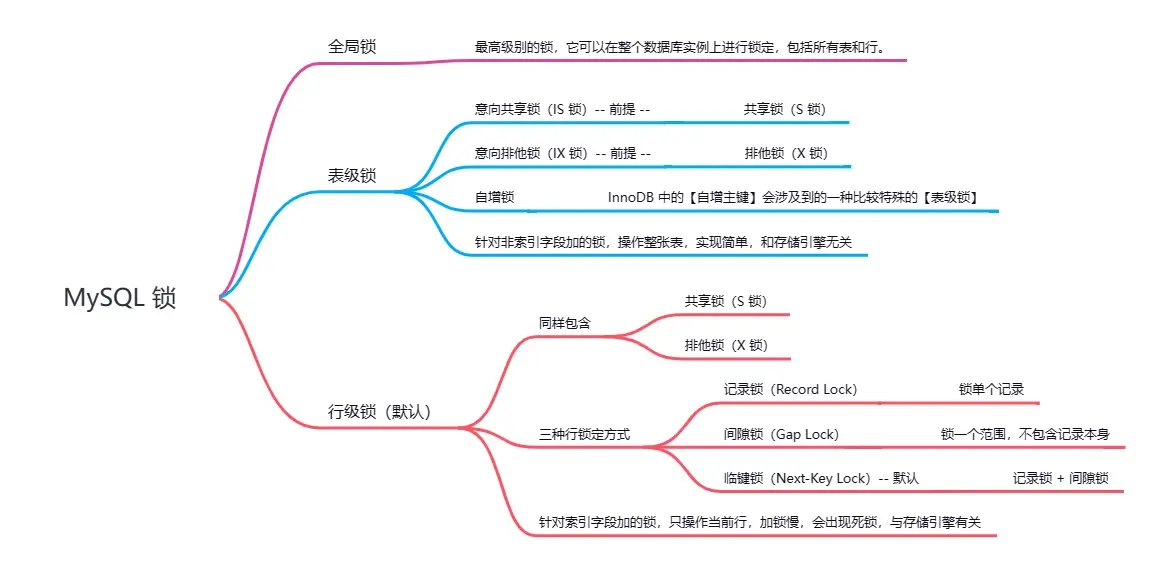 MySQL 锁
全局锁
最高级别的锁，它可以在整个数据库实例上进行锁定，包括所有表和行。
表级锁
意向共享锁（IS 锁）-- 前提 --
共享锁（S 锁）
意向排他锁（IX 锁）-- 前提 --
排他锁（X 锁）
自增锁
InnoDB 中的【自增主键】会涉及到的一种比较特殊的【表级锁】
针对非索引字段加的锁，操作整张表，实现简单，和存储引擎无关
行级锁（默认）
同样包含
共享锁（S 锁）
排他锁（X 锁）
三种行锁定方式
记录锁（Record Lock）
锁单个记录
间隙锁（Gap Lock）
锁一个范围，不包含记录本身
临键锁（Next-Key Lock）-- 默认
记录锁 + 间隙锁
针对索引字段加的锁，只操作当前行，加锁慢，会出现死锁，与存储引擎有关